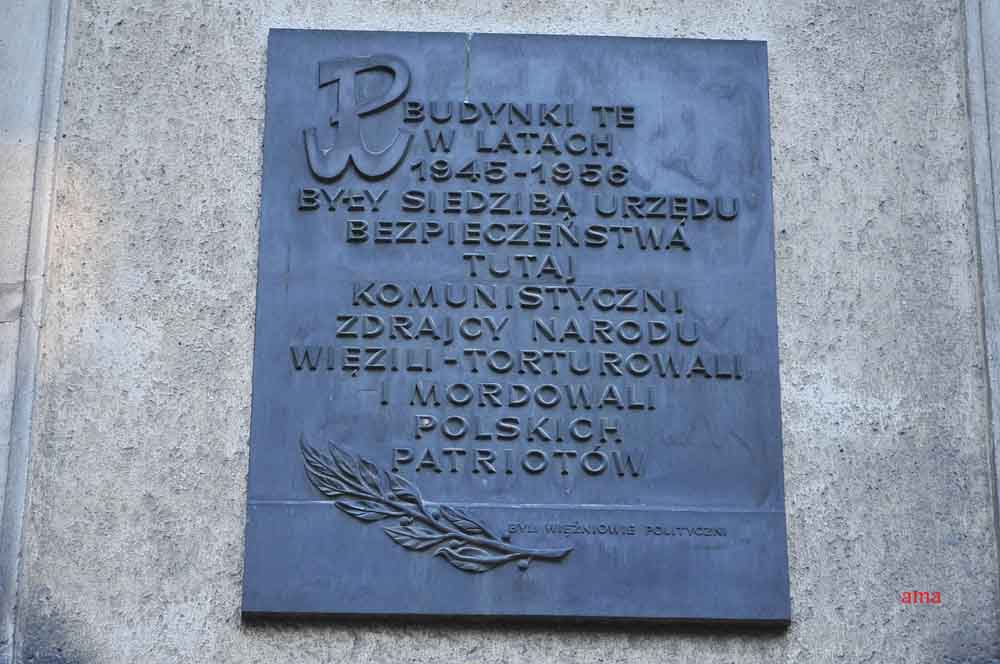 PW
BUDYNKI TE
W LATACH
1945-1956
BYŁY SIEDZIBĄ URZĘDU
BEZPIECZEŃSTWA
TUTAJ
KOMUNISTYCZNI
ZDRAJCY NARODU
WIĘZILI-TORTUROWALI
I MORDOWALI
POLSKICH
PATRIOTÓW
BYLI WIĘŹNIOWIE POLITYCZNI
ama